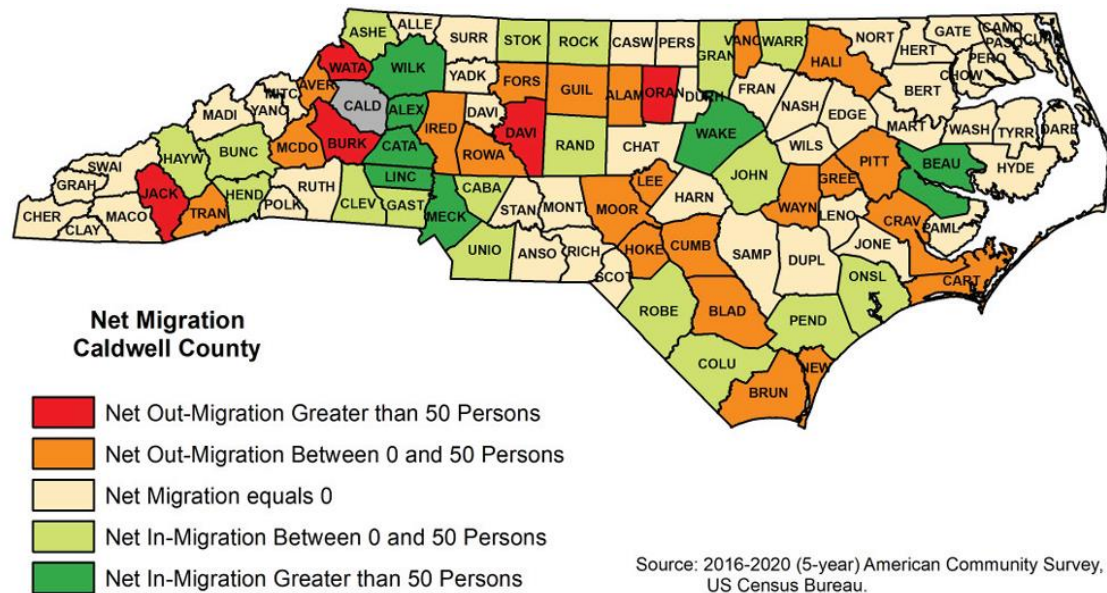 ASHE
ALLE
SURR
STOK
ROCK
CASW
PERS
GRAN
VANC
WARR
NORT
HERT
GATE
CAMD
PASQ
CURR
PERQ
CHOW
HALI
BERT
WATA
WILK
YADK
FORS
GUIL
ALAM
ORAN
DURH
FRAN
NASH
EDGE
MART
WASH
TYRR
DARE
MITC
AVER
CALD
ALEX
IRED
DAVI
DAVI
RAND
CHAT
WAKE
WILS
PITT
BEAU
HYDE
MADI
YANC
MCDO
BURK
CATA
ROWA
LINC
LEE
JOHN
GREE
SWAI
HAYW
BUNC
GRAH
JACK
HEND
RUTH
CLEV
GAST
MECK
CABA
STAN
MONT
MOOR
HARN
WAYN
LENO
CRAV
PAML
CHER
CLAY
MACO
TRAN
POLK
UNIO
ANSO
RICH
SCOT
HOKE
CUMB
SAMP
DUPL
JONE
ONSL
CART
ROBE
BLAD
PEND
COLU
BRUN
NEW
Net Migration
Caldwell County
Net Out-Migration Greater than 50 Persons
Net Out-Migration Between 0 and 50 Persons
Net Migration equals 0
Net In-Migration Between 0 and 50 Persons
Net In-Migration Greater than 50 Persons
Source: 2016-2020 (5-year) American Community Survey,
US Census Bureau.